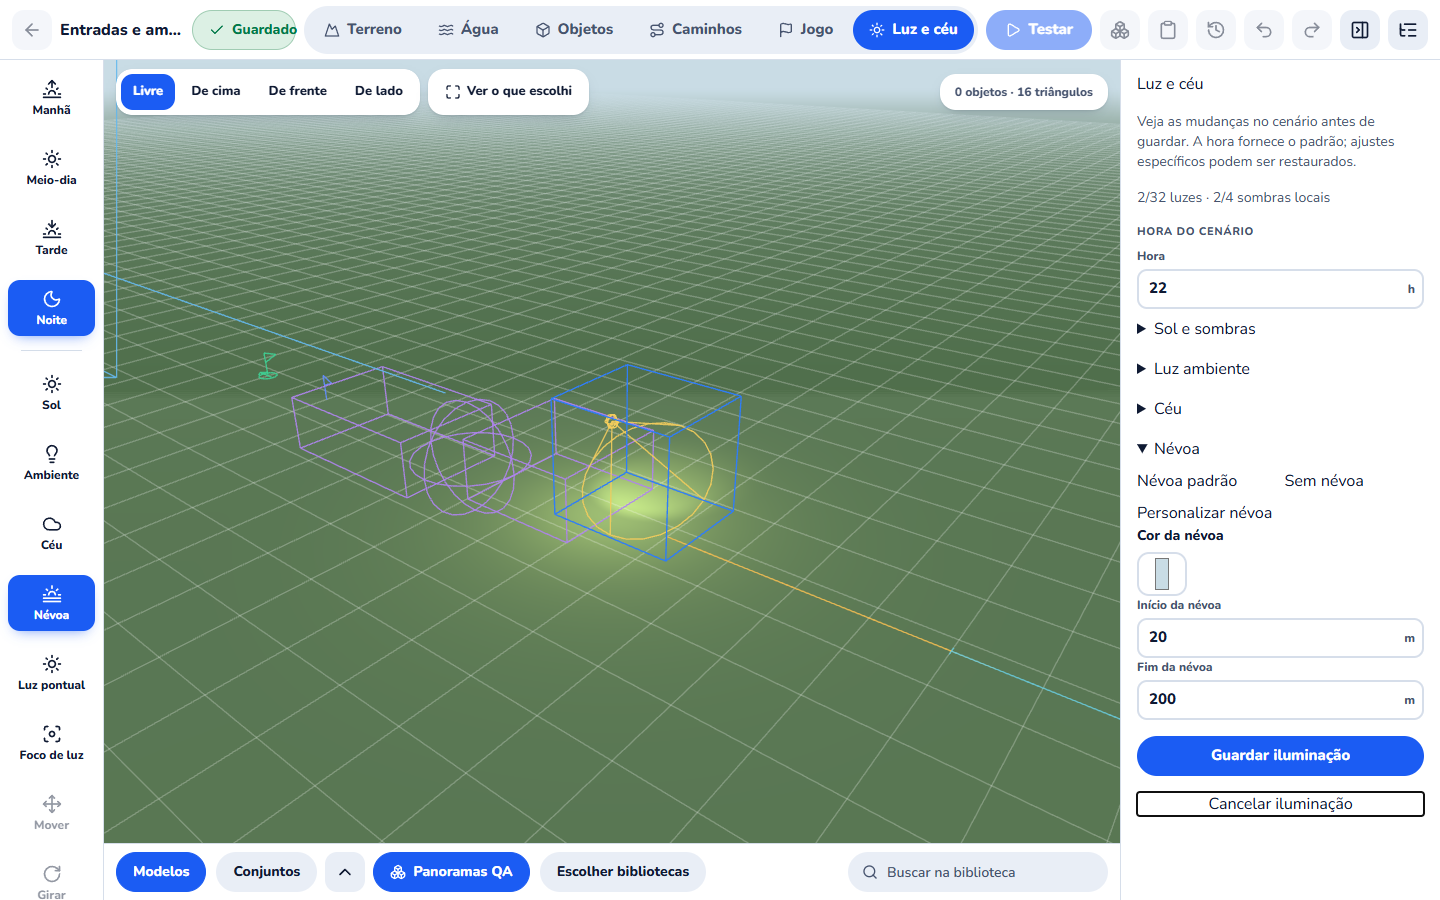 Entradas e am...
Guardado
Terreno
Água
Objetos
Caminhos
Jogo
Luz e céu
Testar
Manhã
Meio-dia
Tarde
Noite
Sol
Ambiente
Céu
Névoa
Luz pontual
Foco de luz
Mover
Girar
Livre
De cima
De frente
De lado
Ver o que escolhi
0 objetos · 16 triângulos
Luz e céu
Veja as mudanças no cenário antes de
guardar. A hora fornece o padrão; ajustes
específicos podem ser restaurados.
2/32 luzes · 2/4 sombras locais
HORA DO CENÁRIO
Hora
22 h
Sol e sombras
Luz ambiente
Céu
Névoa
Névoa padrão
Sem névoa
Personalizar névoa
Cor da névoa
Início da névoa
20 m
Fim da névoa
200 m
Guardar iluminação
Cancelar iluminação
Modelos
Conjuntos
Panoramas QA
Escolher bibliotecas
Buscar na biblioteca